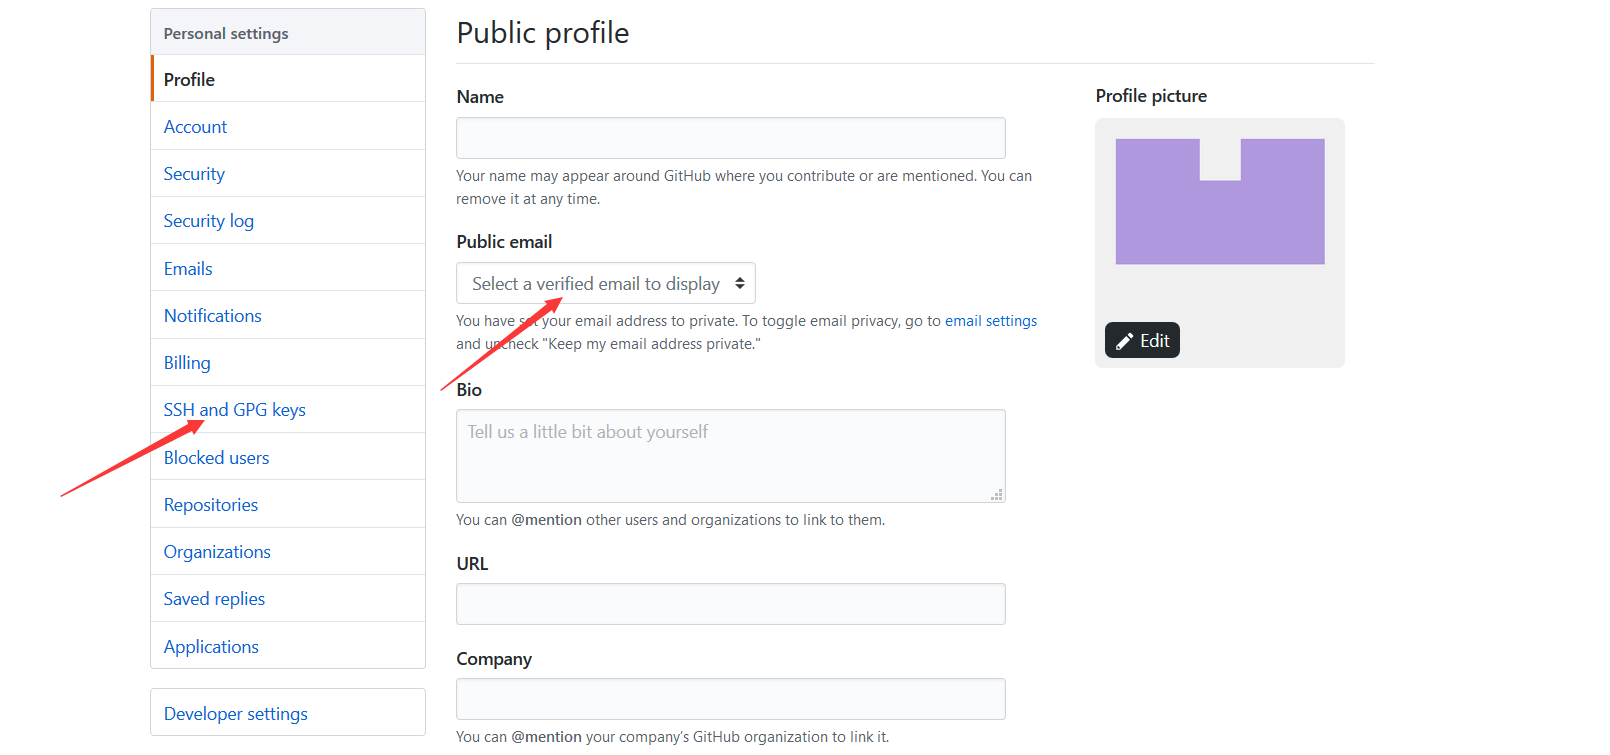 Personal settings
Profile
Account
Security
Security log
Emails
Notifications
Billing
SSH and GPG keys
Blocked users
Repositories
Organizations
Saved replies
Applications
Developer settings
Public profile
Name
Your name may appear around GitHub where you contribute or are mentioned. You can
remove it at any time.
Public email
Select a verified email to display
You have set your email address to private. To toggle email privacy, go to email settings
and uncheck "Keep my email address private."
Bio
Tell us a little bit about yourself
You can @mention other users and organizations to link to them.
URL
Company
You can @mention your company’s GitHub organization to link it.
Profile picture
Edit